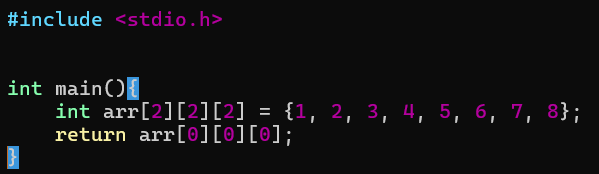 #include <stdio.h>
int main(){
    int arr[2][2][2] = {1, 2, 3, 4, 5, 6, 7, 8};
    return arr[0][0][0];
}